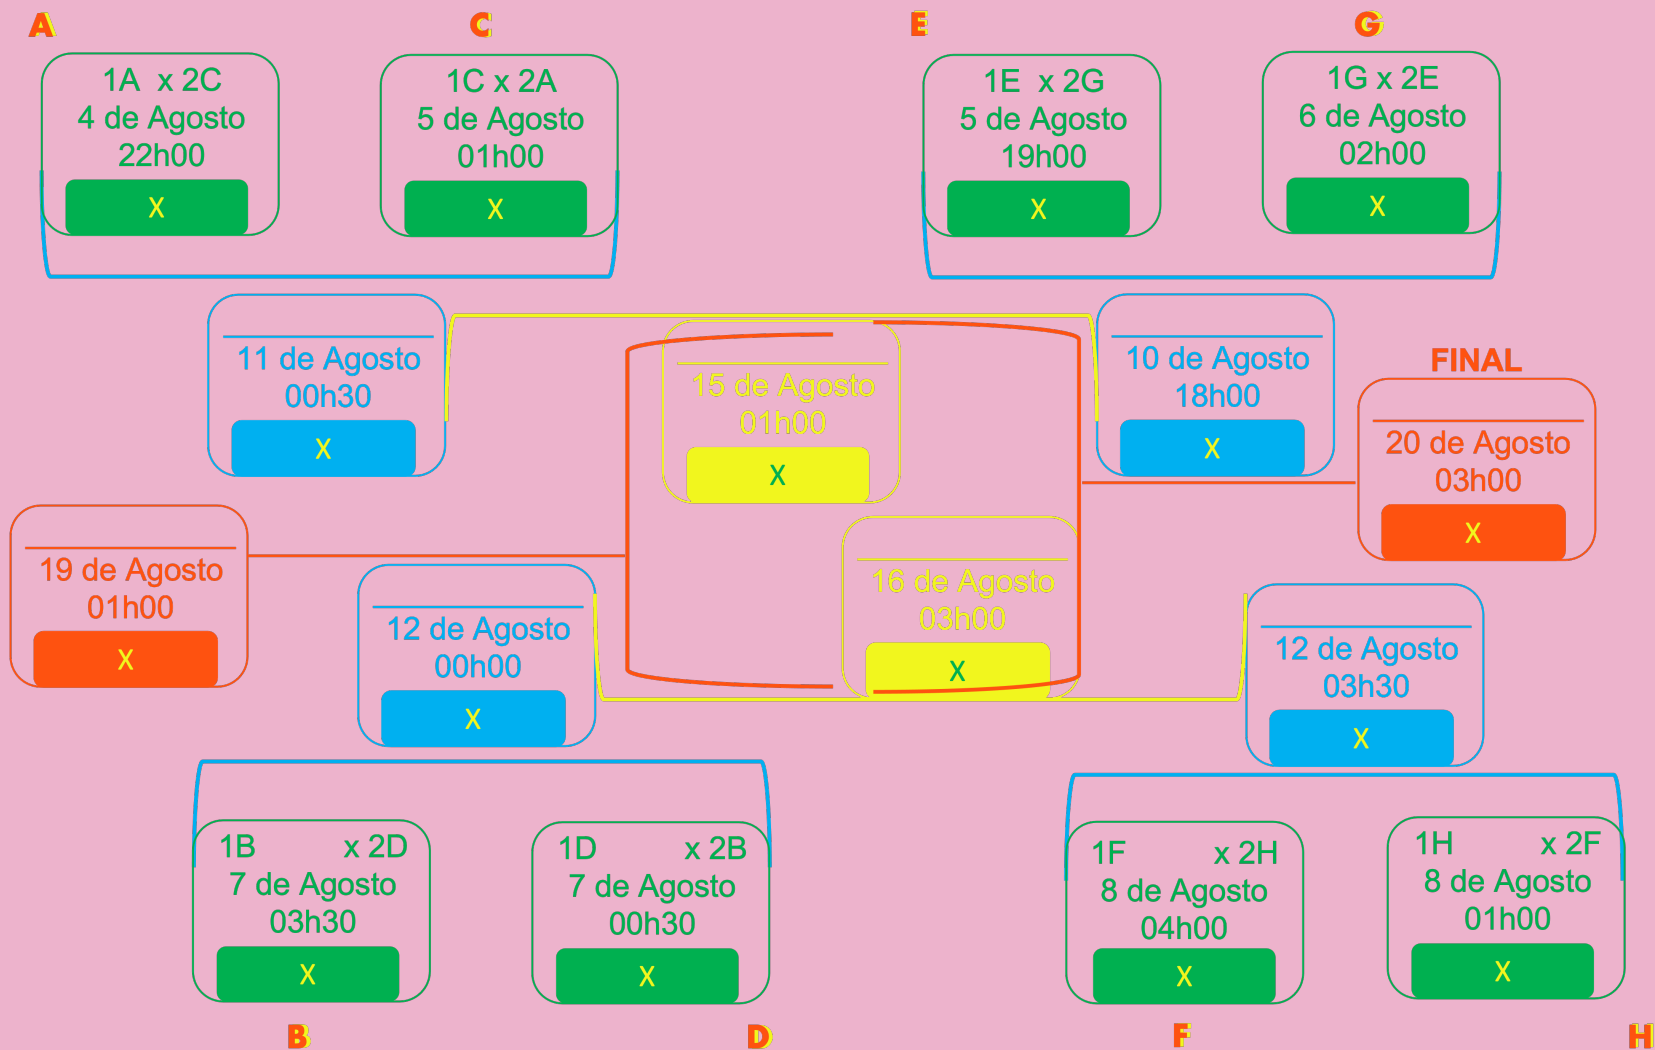 A
C
E
G
1A x 2C
4 de Agosto
22h00
X
1C x 2A
5 de Agosto
01h00
X
1E x 2G
5 de Agosto
19h00
X
1G x 2E
6 de Agosto
02h00
X
11 de Agosto
00h30
X
15 de Agosto
01h00
X
10 de Agosto
18h00
X
FINAL
20 de Agosto
03h00
X
19 de Agosto
01h00
X
12 de Agosto
00h00
X
16 de Agosto
03h00
X
12 de Agosto
03h30
X
1B x 2D
7 de Agosto
03h30
X
1D x 2B
7 de Agosto
00h30
X
1F x 2H
8 de Agosto
04h00
X
1H x 2F
8 de Agosto
01h00
X
B
D
F
H